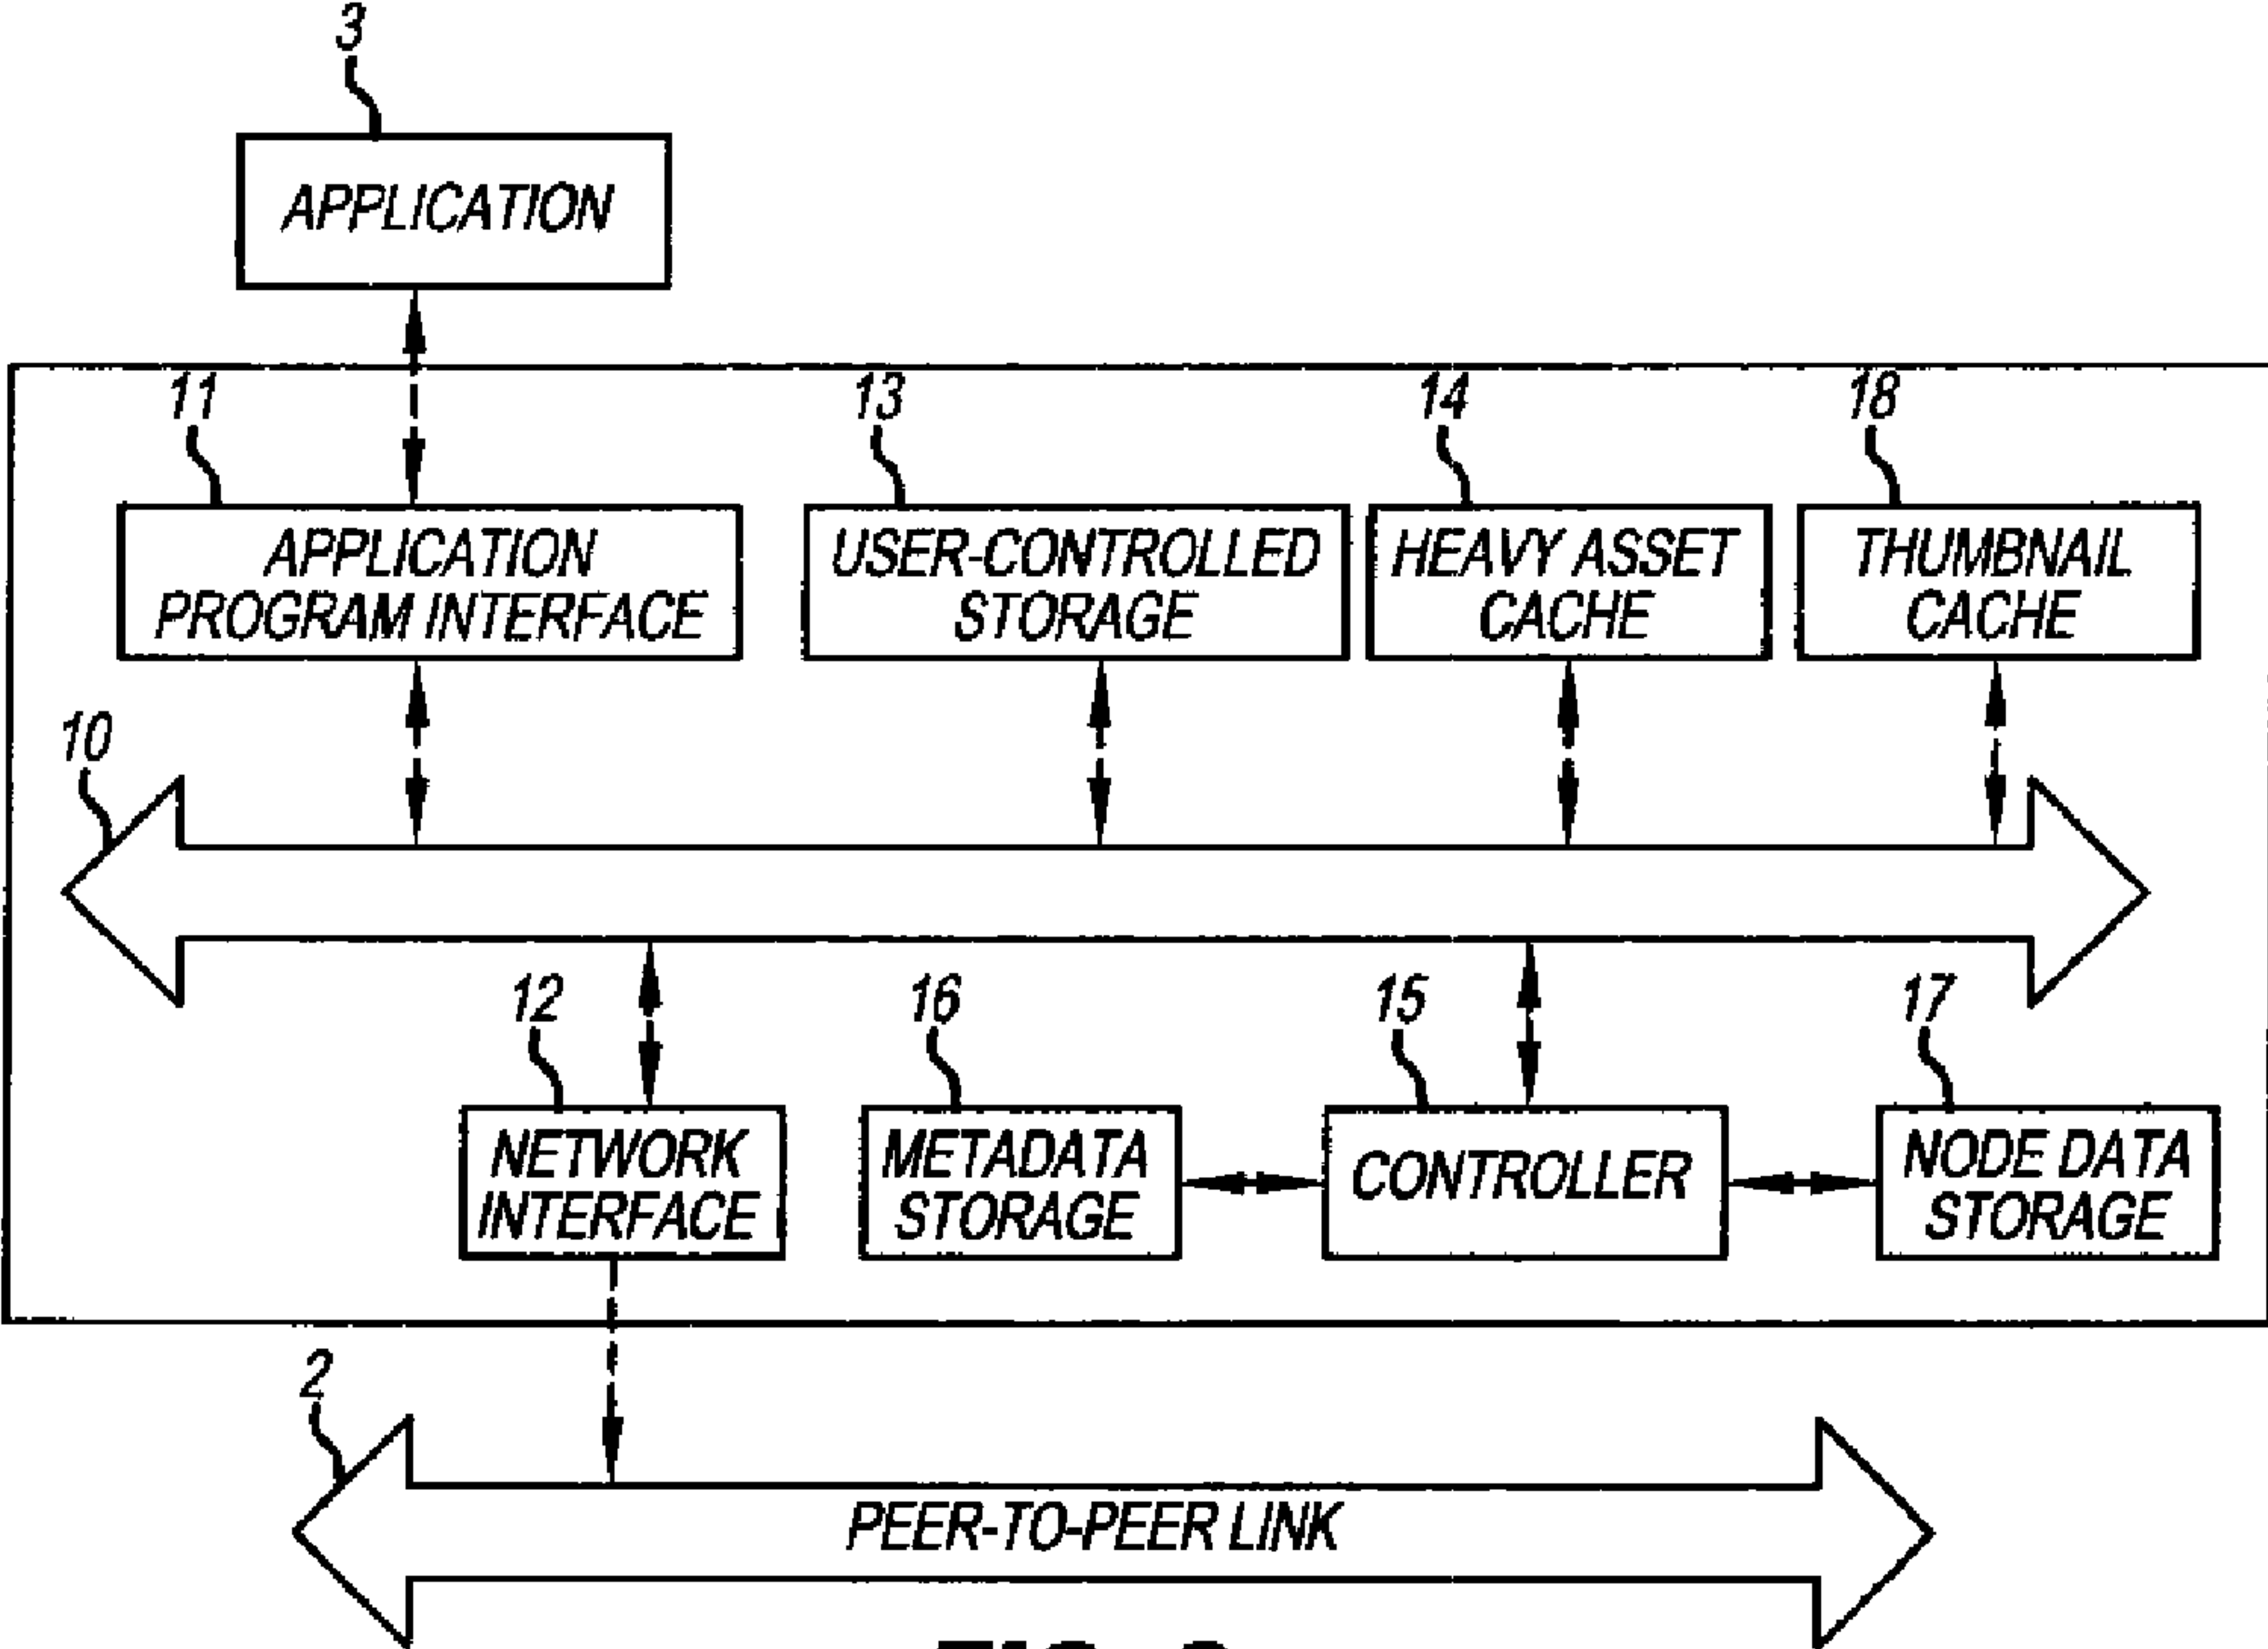 3
APPLICATION
11
13
14
18
APPLICATION
PROGRAM INTERFACE
USER-CONTROLLED
STORAGE
HEAVY ASSET
CACHE
THUMBNAIL
CACHE
10
12
16
15
17
NETWORK
INTERFACE
METADATA
STORAGE
CONTROLLER
NODE DATA
STORAGE
2
PEER-TO-PEER LINK